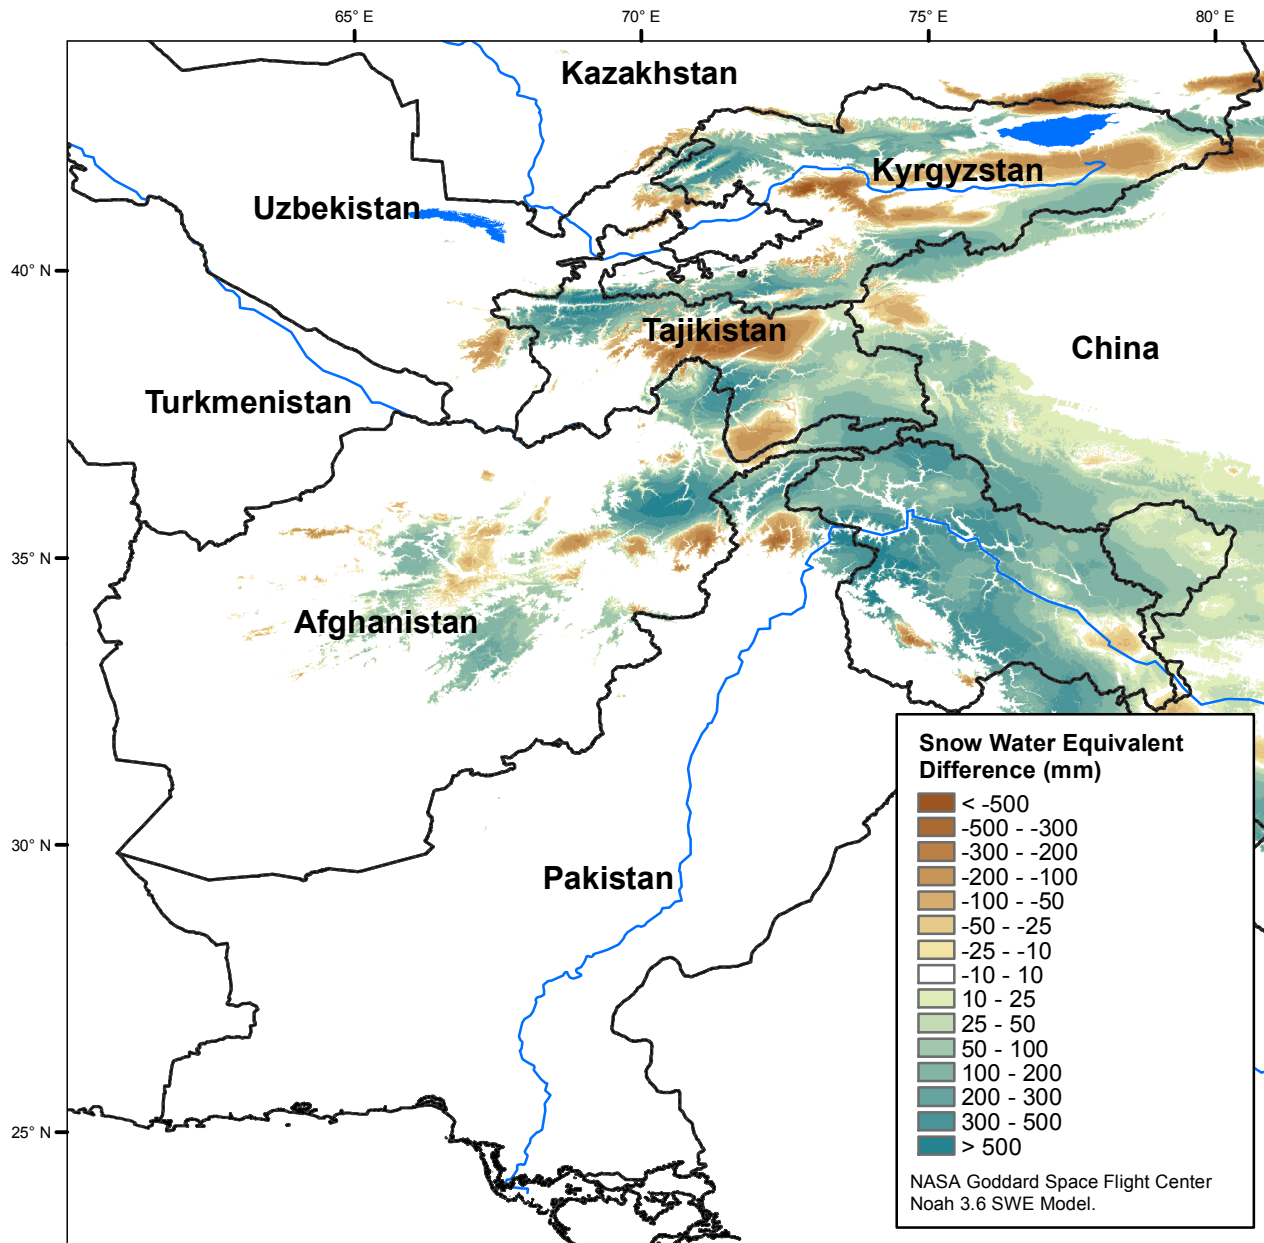 65° E
70° E
75° E
80° E
Kazakhstan
Kyrgyzstan
Uzbekistan
40° N
Tajikistan
China
Turkmenistan
35° N
Afghanistan
Snow Water Equivalent
Difference (mm)
< -500
-500 - -300
-300 - -200
-200 - -100
-100 - -50
-50 - -25
-25 - -10
-10 - 10
10 - 25
25 - 50
50 - 100
100 - 200
200 - 300
300 - 500
> 500
30° N
Pakistan
25° N
NASA Goddard Space Flight Center
Noah 3.6 SWE Model.